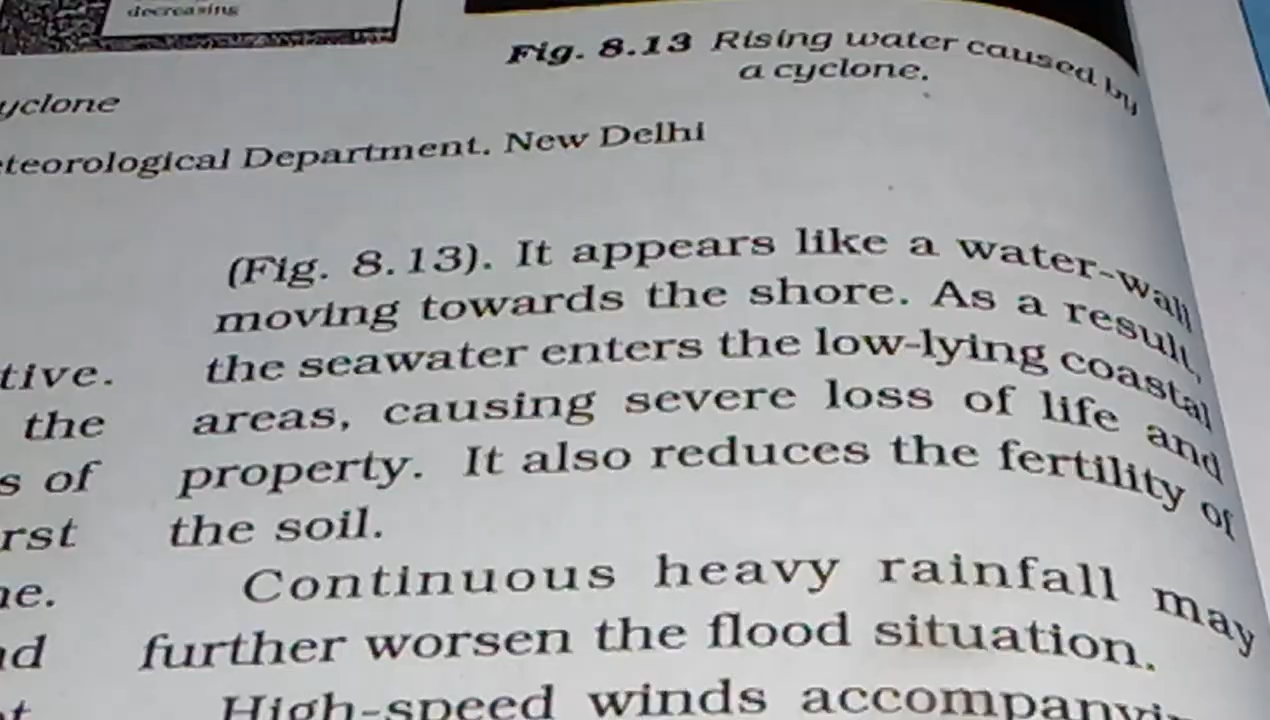 decreasing
Fig. 8.13 Rising water caused by
a cyclone.
yclone
teorological Department, New Delhi
tive.
the
s of
rst
ne.
nd
(Fig. 8.13). It appears like a water-wall
moving towards the shore. As a result,
the seawater enters the low-lying coastal
areas, causing severe loss of life and
property. It also reduces the fertility of
the soil.
Continuous heavy rainfall may
further worsen the flood situation.
High-speed winds